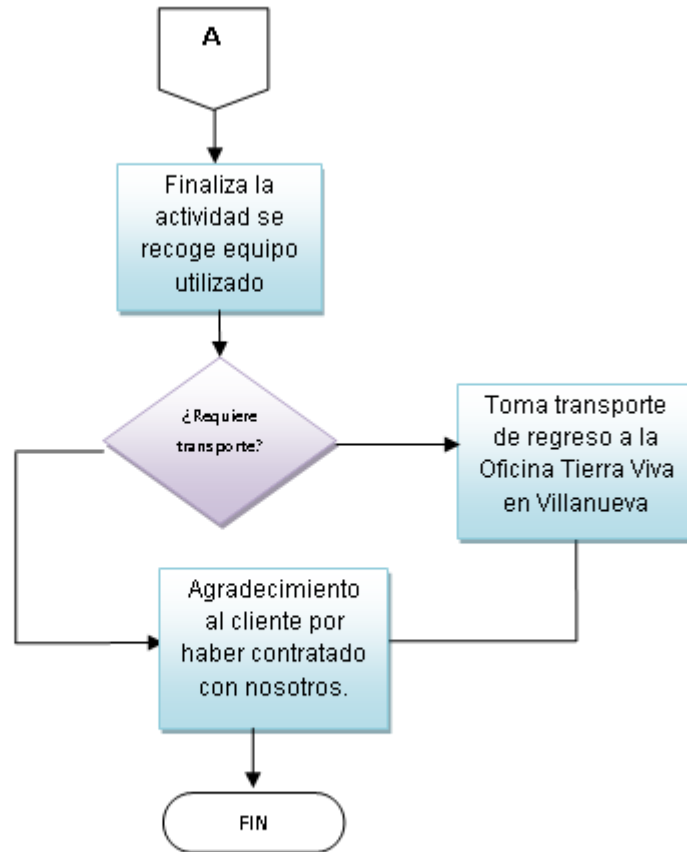 A
Finaliza la
actividad se
recoge equipo
utilizado
¿Requiere
transporte?
Toma transporte
de regreso a la
Oficina Tierra Viva
en Villanueva
Agradecimiento
al cliente por
haber contratado
con nosotros.
FIN